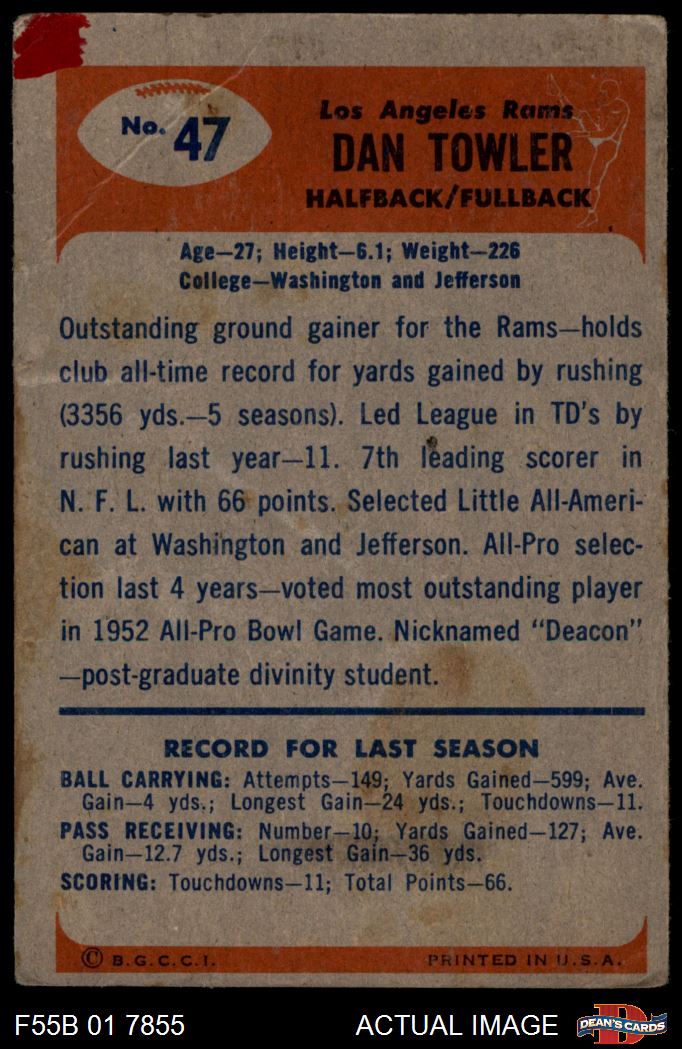 No. 47
Los Angeles Rams
DAN TOWLER
HALFBACK/FULLBACK
Age—27; Height—6.1; Weight—226
College—Washington and Jefferson
Outstanding ground gainer for the Rams—holds
club all-time record for yards gained by rushing
(3356 yds.—5 seasons). Led League in TD's by
rushing last year—11. 7th leading scorer in
N. F. L. with 66 points. Selected Little All-Ameri-
can at Washington and Jefferson. All-Pro selec-
tion last 4 years—voted most outstanding player
in 1952 All-Pro Bowl Game. Nicknamed "Deacon"
—post-graduate divinity student.
RECORD FOR LAST SEASON
BALL CARRYING: Attempts—149; Yards Gained—599; Ave.
Gain—4 yds.; Longest Gain—24 yds.; Touchdowns—11.
PASS RECEIVING: Number—10; Yards Gained—127; Ave.
Gain—12.7 yds.; Longest Gain—36 yds.
SCORING: Touchdowns—11; Total Points—66.
© B.G.C.C.I. PRINTED IN U.S.A.
F55B 01 7855 ACTUAL IMAGE DEAN'S CARDS